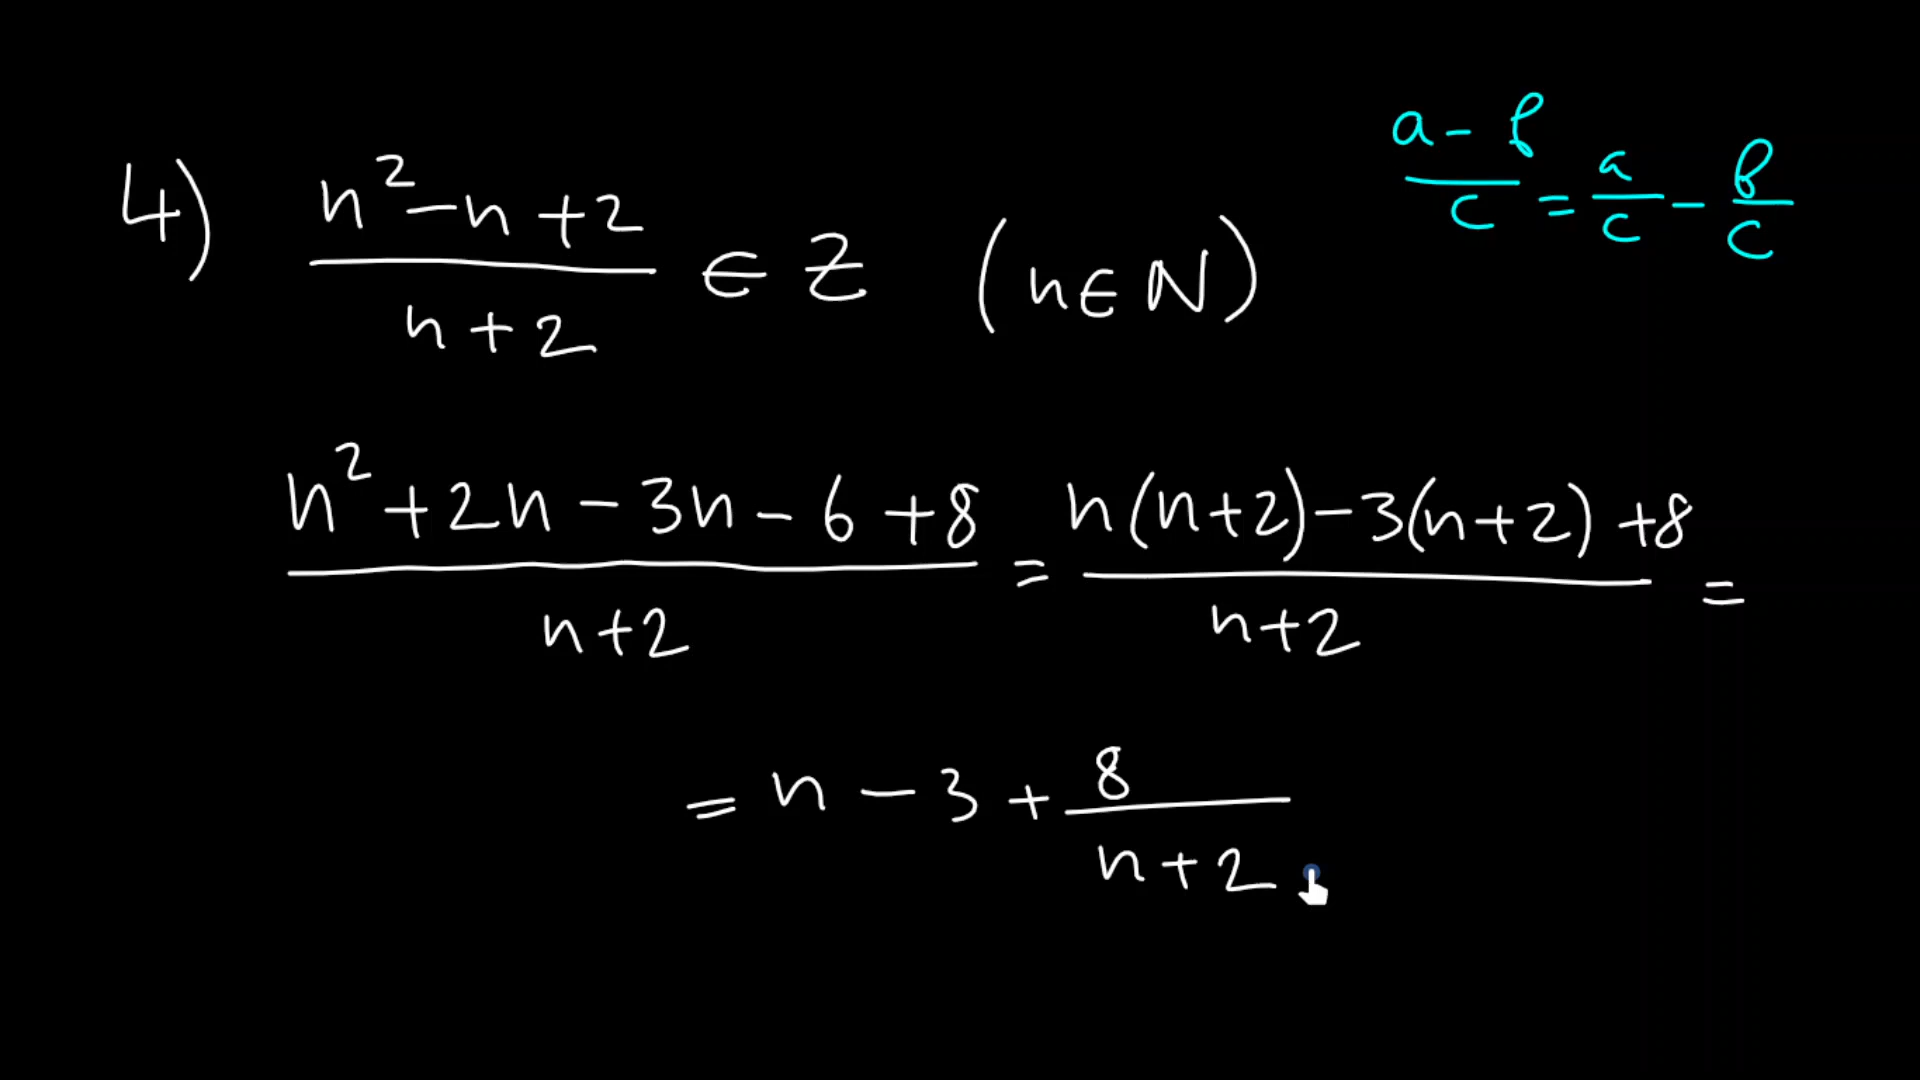 4) (n²-n+2)/(n+2) ∈ Z (n∈N)
(a-b)/c = a/c - b/c
(n²+2n-3n-6+8)/(n+2) = (n(n+2)-3(n+2)+8)/(n+2) =
= n-3+8/(n+2)